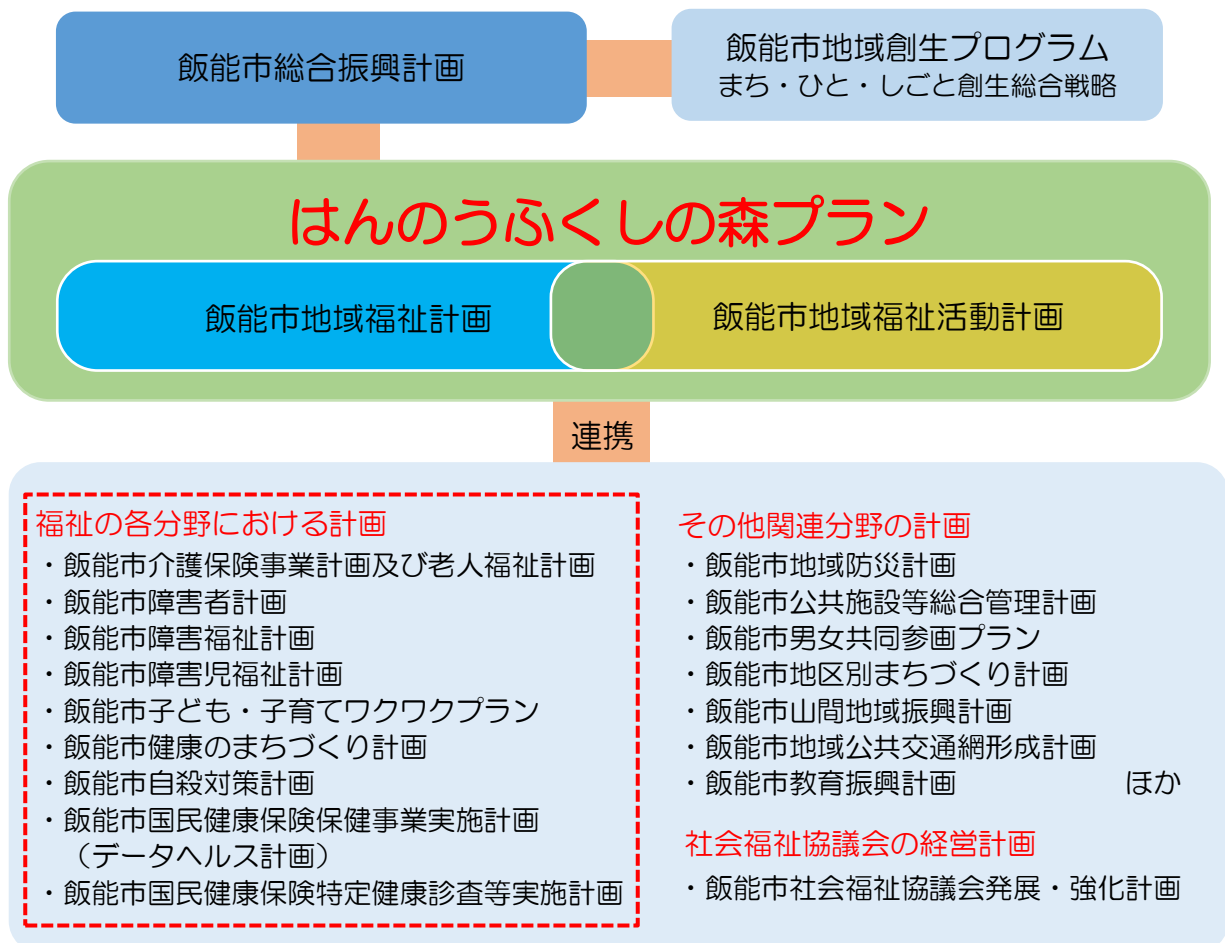 飯能市総合振興計画
飯能市地域創生プログラム
まち・ひと・しごと創生総合戦略
はんのうふくしの森プラン
飯能市地域福祉計画
飯能市地域福祉活動計画
連携
福祉の各分野における計画
・飯能市介護保険事業計画及び老人福祉計画
・飯能市障害者計画
・飯能市障害福祉計画
・飯能市障害児福祉計画
・飯能市子ども・子育てワクワクプラン
・飯能市健康のまちづくり計画
・飯能市自殺対策計画
・飯能市国民健康保険保健事業実施計画
（データヘルス計画）
・飯能市国民健康保険特定健康診査等実施計画
その他関連分野の計画
・飯能市地域防災計画
・飯能市公共施設等総合管理計画
・飯能市男女共同参画プラン
・飯能市地区別まちづくり計画
・飯能市山間地域振興計画
・飯能市地域公共交通網形成計画
・飯能市教育振興計画　　　　　ほか
社会福祉協議会の経営計画
・飯能市社会福祉協議会発展・強化計画